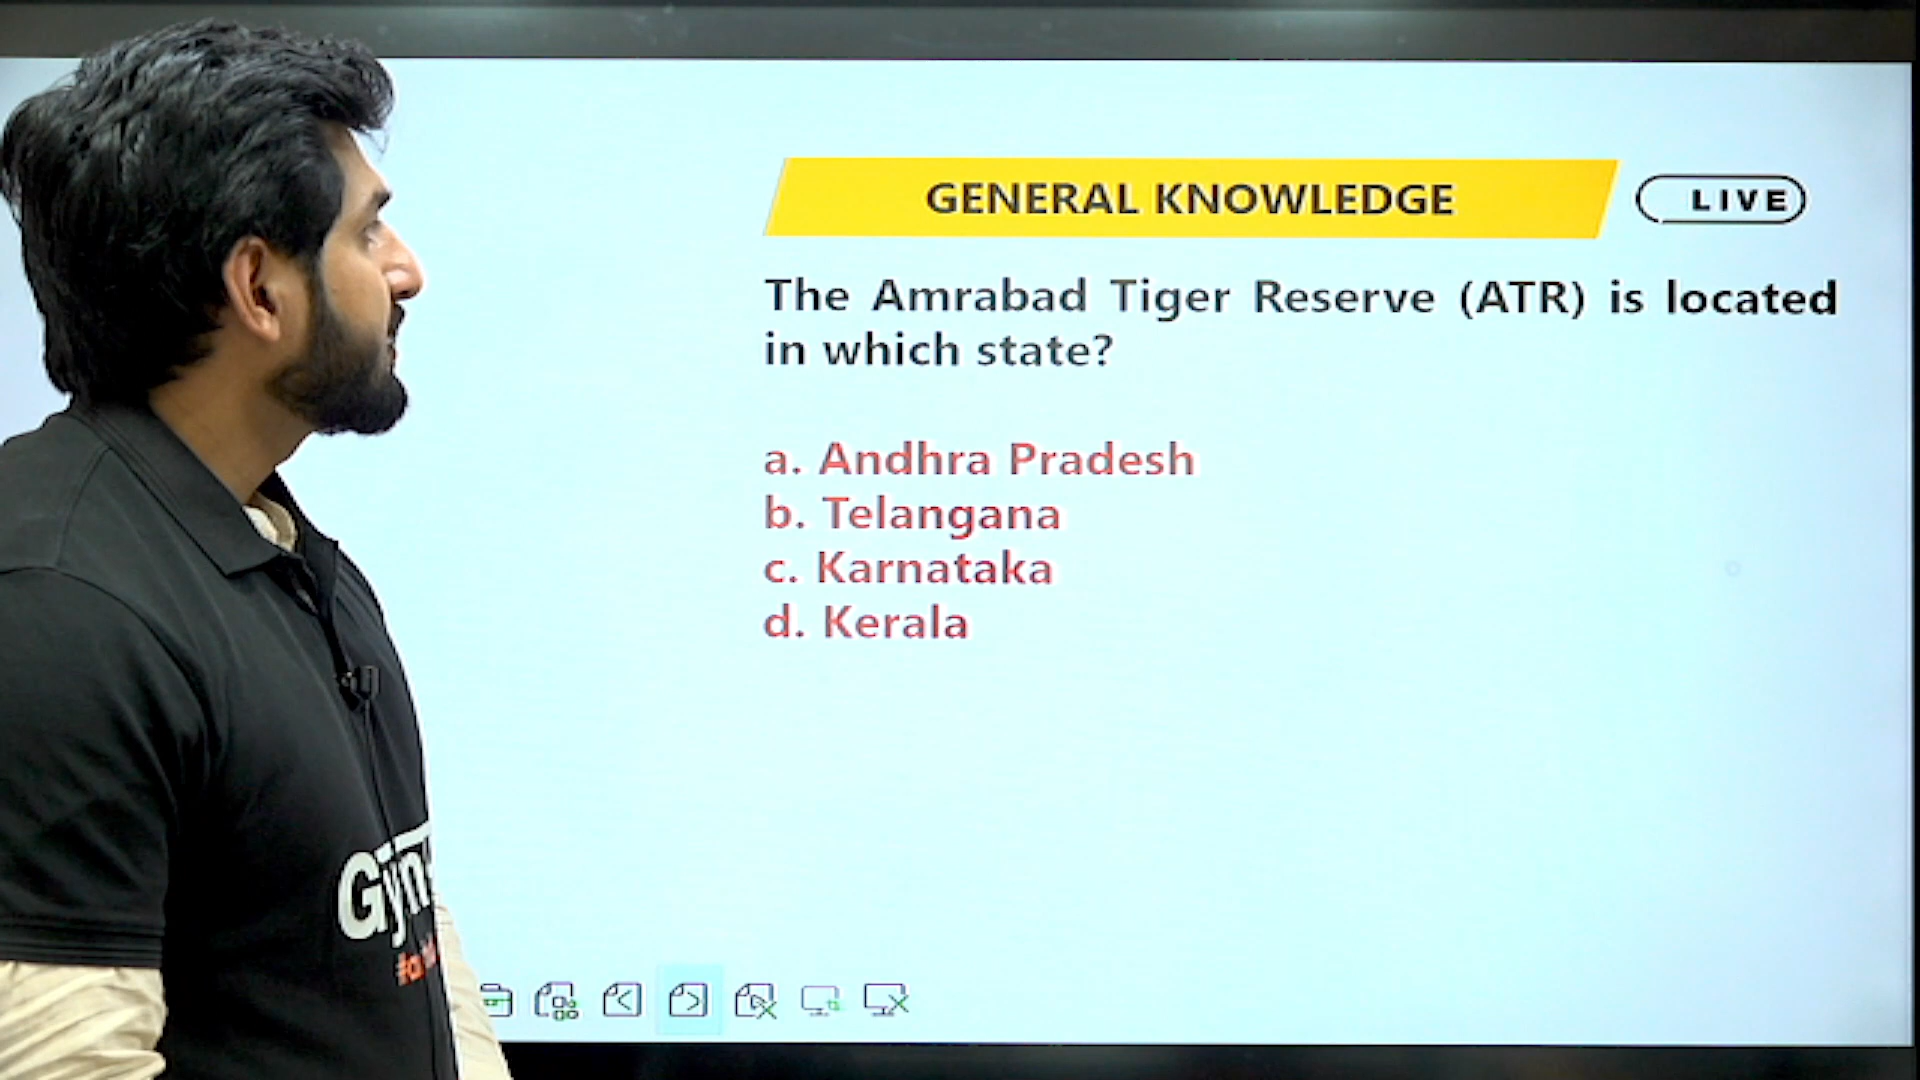 GENERAL KNOWLEDGE
LIVE
The Amrabad Tiger Reserve (ATR) is located
in which state?
a. Andhra Pradesh
b. Telangana
c. Karnataka
d. Kerala